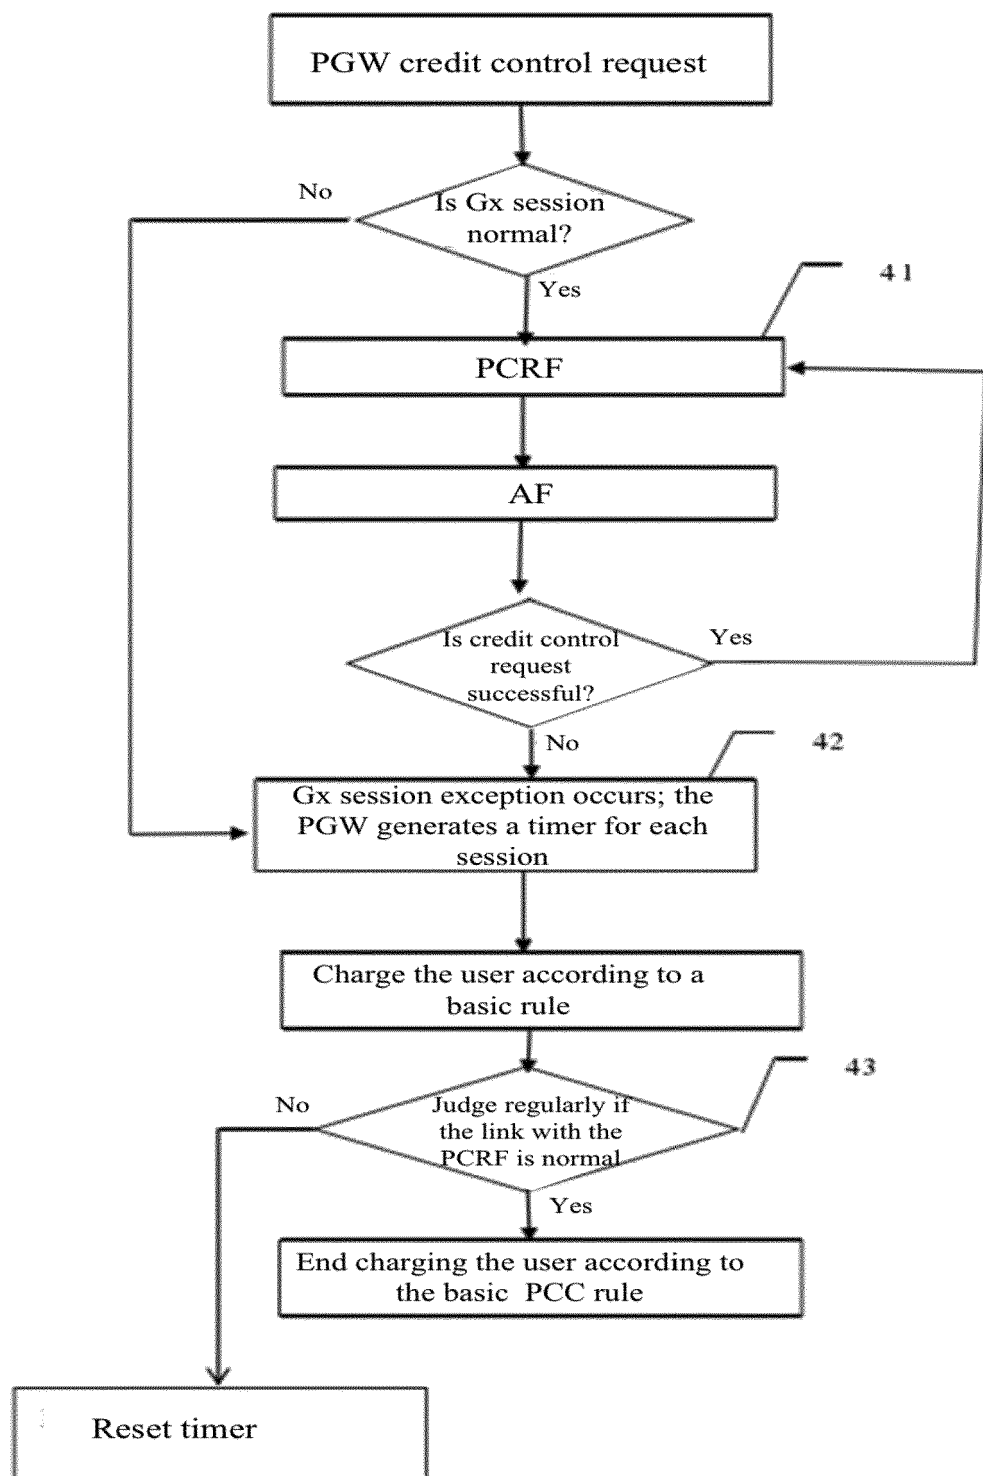 PGW credit control request
No
Is Gx session
normal?
Yes
41
PCRF
AF
Is credit control
request
successful?
Yes
No
42
Gx session exception occurs; the
PGW generates a timer for each
session
Charge the user according to a
basic rule
43
No
Judge regularly if
the link with the
PCRF is normal
Yes
End charging the user according to
the basic PCC rule
Reset timer